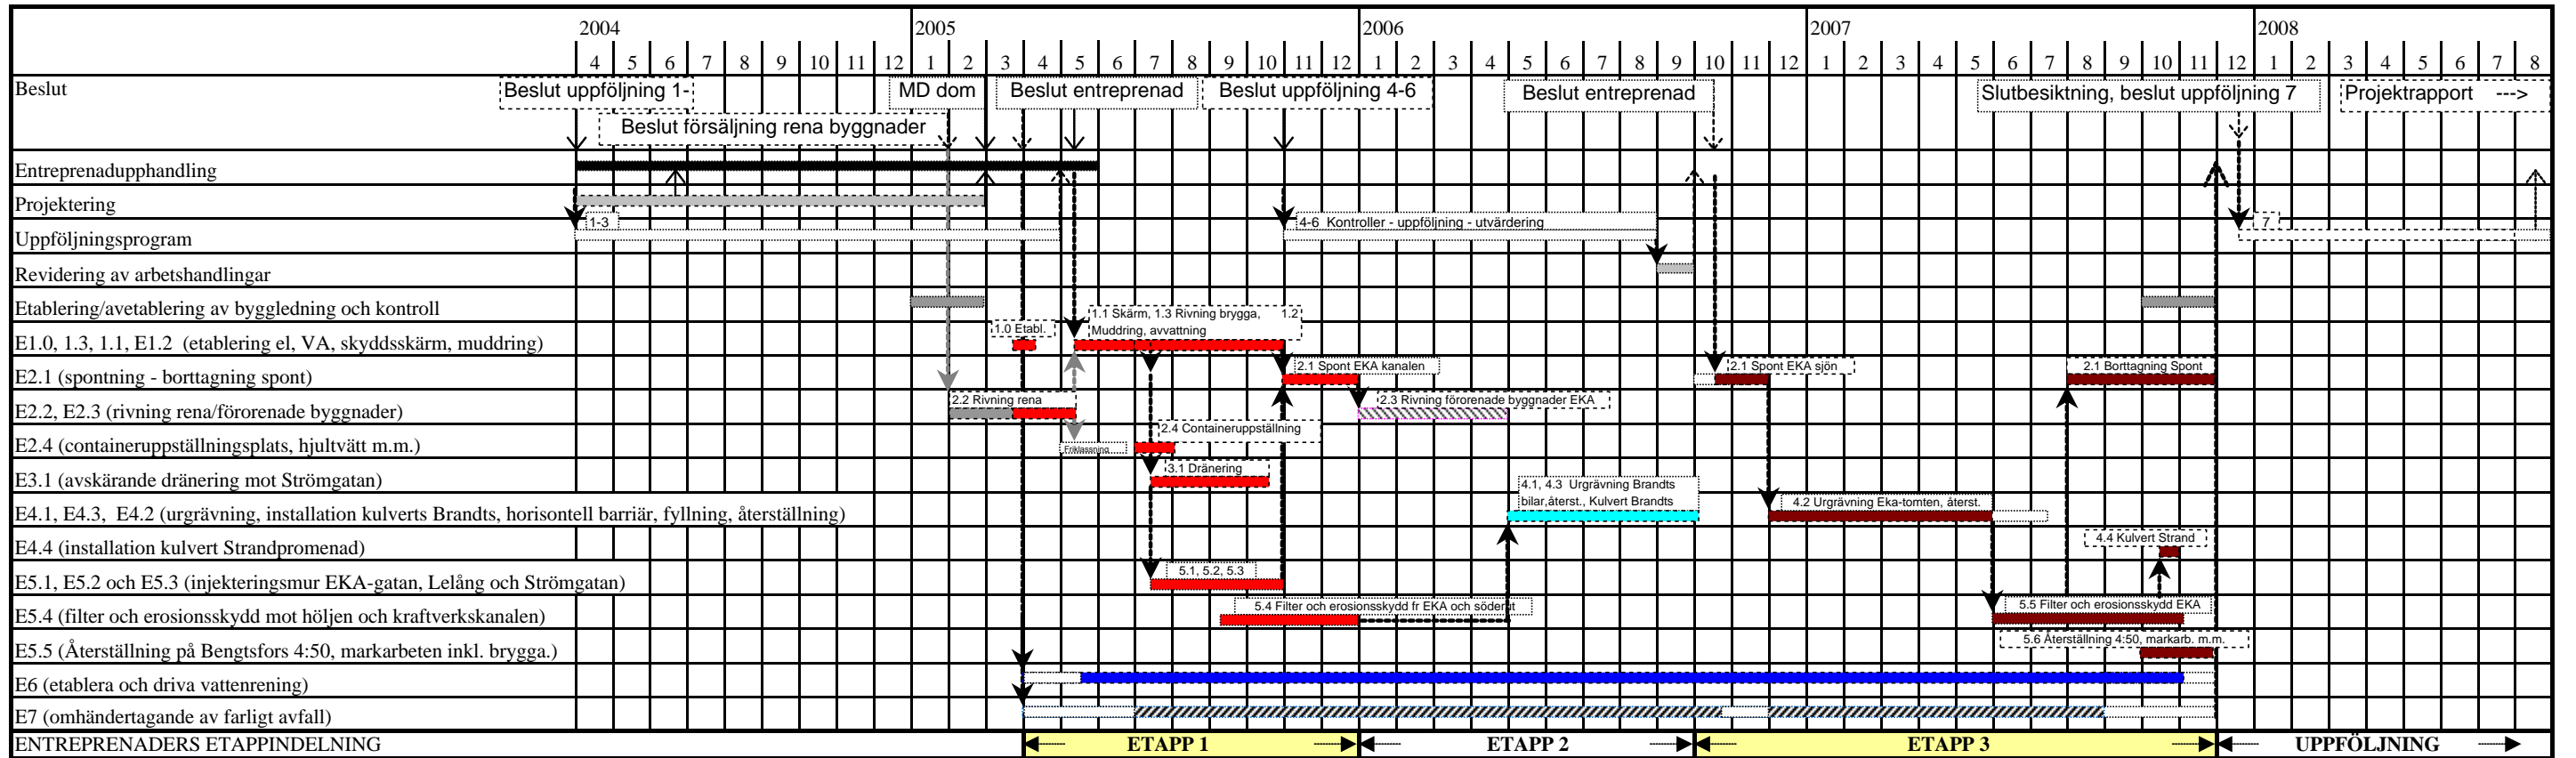 2004 2005 2006 2007 2008
4 5 6 7 8 9 10 11 12 1 2 3 4 5 6 7 8 9 10 11 12 1 2 3 4 5 6 7 8 9 10 11 12 1 2 3 4 5 6 7 8 9 10 11 12 1 2 3 4 5 6 7 8
Beslut
Beslut uppföljning 1- MD dom Beslut entreprenad Beslut uppföljning 4-6 Beslut entreprenad Slutbesiktning, beslut uppföljning 7 Projektrapport --->
Beslut försäljning rena byggnader
Entreprenadupphandling
Projektering
1-3 4-6 Kontroller - uppföljning - utvärdering 7
Uppföljningsprogram
Revidering av arbetshandlingar
Etablering/avetablering av byggledning och kontroll
1.1 Skärm, 1.3 Rivning brygga, 1.2
1.0 Etabl. Muddring, avvattning
E1.0, 1.3, 1.1, E1.2 (etablering el, VA, skyddsskärm, muddring)
2.1 Spont EKA kanalen 2.1 Spont EKA sjön 2.1 Borttagning Spont
E2.1 (spontning - borttagning spont)
2.2 Rivning rena 2.3 Rivning förorenade byggnader EKA
E2.2, E2.3 (rivning rena/förorenade byggnader)
2.4 Containeruppställning
E2.4 (containeruppställningsplats, hjultvätt m.m.)
Friklassning
3.1 Dränering
E3.1 (avskärande dränering mot Strömgatan)
4.1, 4.3 Urgrävning Brandts
bilar,återst., Kulvert Brandts 4.2 Urgrävning Eka-tomten, återst.
E4.1, E4.3, E4.2 (urgrävning, installation kulverts Brandts, horisontell barriär, fyllning, återställning)
4.4 Kulvert Strand
E4.4 (installation kulvert Strandpromenad)
5.1, 5.2, 5.3
E5.1, E5.2 och E5.3 (injekteringsmur EKA-gatan, Lelång och Strömgatan)
5.4 Filter och erosionsskydd fr EKA och söderut 5.5 Filter och erosionsskydd EKA
E5.4 (filter och erosionsskydd mot höljen och kraftverkskanalen)
5.6 Återställning 4:50, markarb. m.m.
E5.5 (Återställning på Bengtsfors 4:50, markarbeten inkl. brygga.)
E6 (etablera och driva vattenrening)
E7 (omhändertagande av farligt avfall)
ENTREPRENADERS ETAPPINDELNING ETAPP 1 ETAPP 2 ETAPP 3 UPPFÖLJNING